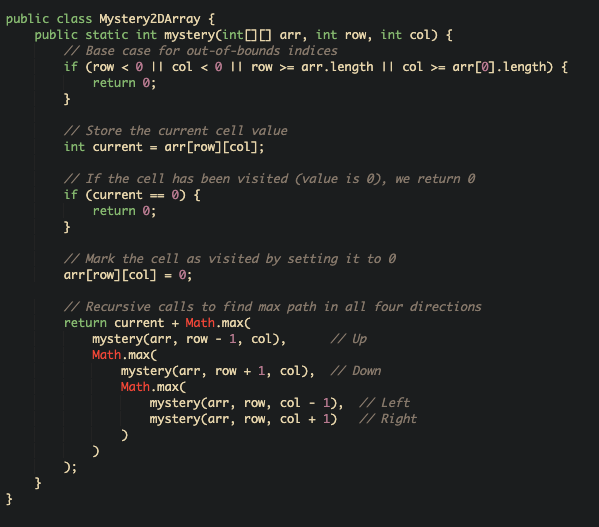 public class Mystery2DArray {
    public static int mystery(int[][] arr, int row, int col) {
        // Base case for out-of-bounds indices
        if (row < 0 || col < 0 || row >= arr.length || col >= arr[0].length) {
            return 0;
        }

        // Store the current cell value
        int current = arr[row][col];

        // If the cell has been visited (value is 0), we return 0
        if (current == 0) {
            return 0;
        }

        // Mark the cell as visited by setting it to 0
        arr[row][col] = 0;

        // Recursive calls to find max path in all four directions
        return current + Math.max(
            mystery(arr, row - 1, col),      // Up
            Math.max(
                mystery(arr, row + 1, col),  // Down
                Math.max(
                    mystery(arr, row, col - 1),  // Left
                    mystery(arr, row, col + 1)   // Right
                )
            )
        );
    }
}